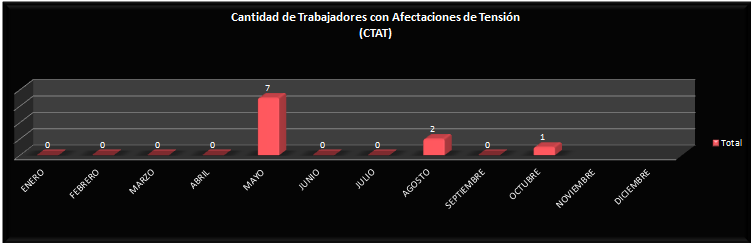 Cantidad de Trabajadores con Afectaciones de Tensión
(CTAT)
7
2
1
0 0 0 0 0 0 0
Total
ENERO
FEBRERO
MARZO
ABRIL
MAYO
JUNIO
JULIO
AGOSTO
SEPTIEMBRE
OCTUBRE
NOVIEMBRE
DICIEMBRE